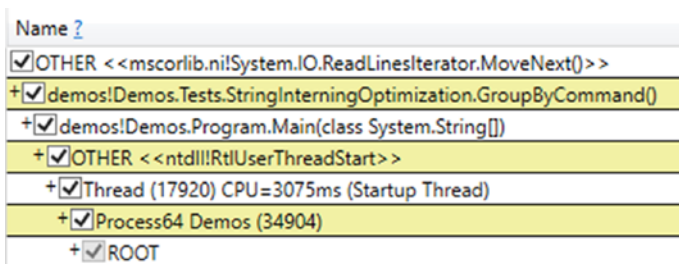 Name ?
OTHER <<mscorlib.ni!System.IO.ReadLinesIterator.MoveNext()>>
+ demos!Demos.Tests.StringInterningOptimization.GroupByCommand()
+ demos!Demos.Program.Main(class System.String[])
+ OTHER <<ntdll!RtlUserThreadStart>>
+ Thread (17920) CPU=3075ms (Startup Thread)
+ Process64 Demos (34904)
+ ROOT